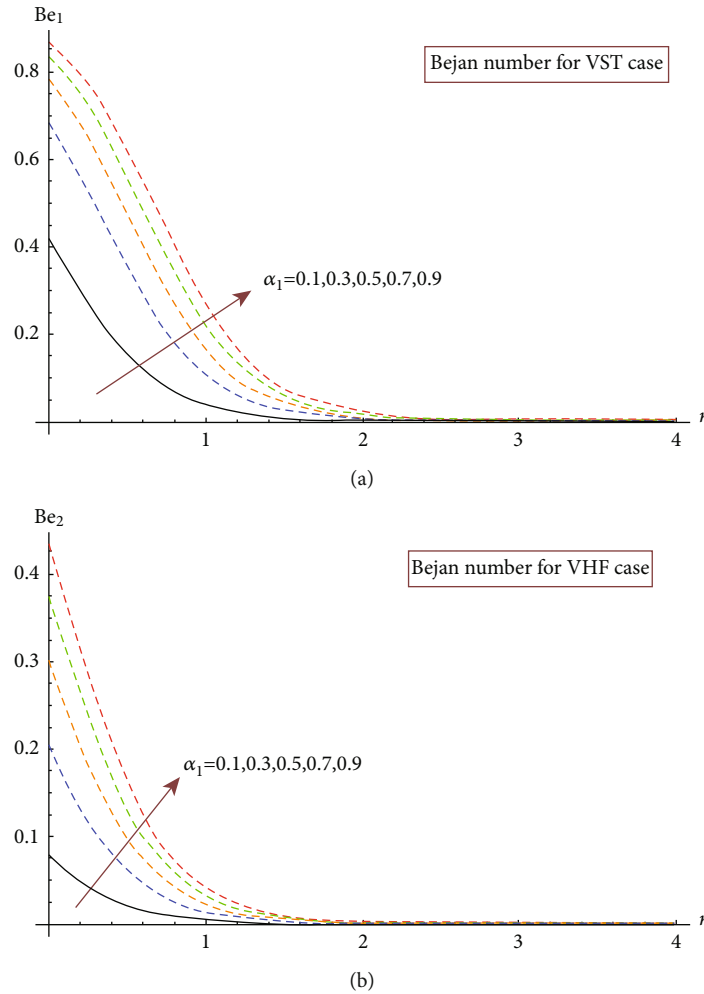 Be₁
Bejan number for VST case
0.8
0.6
0.4
α₁=0.1,0.3,0.5,0.7,0.9
0.2
1
2
3
4
(a)
Be₂
Bejan number for VHF case
0.4
0.3
0.2
α₁=0.1,0.3,0.5,0.7,0.9
0.1
1
2
3
4
(b)